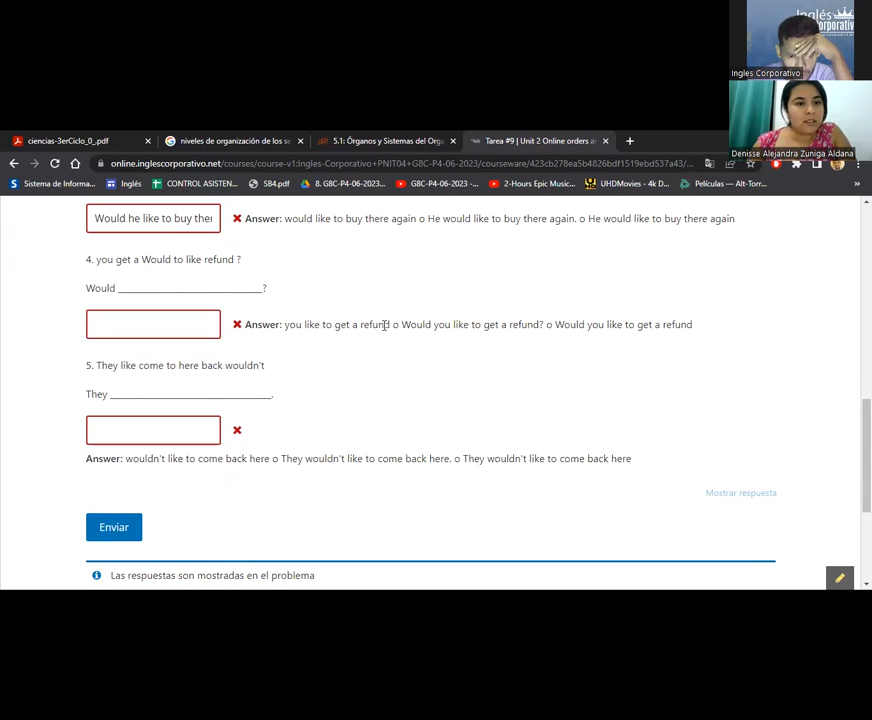 Inglés
Corporativo
Ingles Corporativo
Denisse Alejandra Zuniga Aldana
ciencias-3erCiclo_0_.pdf
niveles de organización de los se
5.1: Órganos y Sistemas del Orga
Tarea #9 | Unit 2 Online orders a
online.inglescorporativo.net/courses/course-v1:Ingles-Corporativo+PNIT04+G8C-P4-06-2023/courseware/423cb278ea5b4826bdf1519ebd537a43/...
Sistema de Informa...
Inglés
CONTROL ASISTEN...
SB4.pdf
8. G8C-P4-06-2023...
G8C-P4-06-2023 -...
2-Hours Epic Music...
UHDMovies - 4k D...
Películas — Alt-Torr...
»
Would he like to buy ther
Answer: would like to buy there again o He would like to buy there again. o He would like to buy there again
4. you get a Would to like refund ?
Would ______________________________?
Answer: you like to get a refund o Would you like to get a refund? o Would you like to get a refund
5. They like come to here back wouldn't
They __________________________________.
Answer: wouldn't like to come back here o They wouldn't like to come back here. o They wouldn't like to come back here
Mostrar respuesta
Enviar
Las respuestas son mostradas en el problema